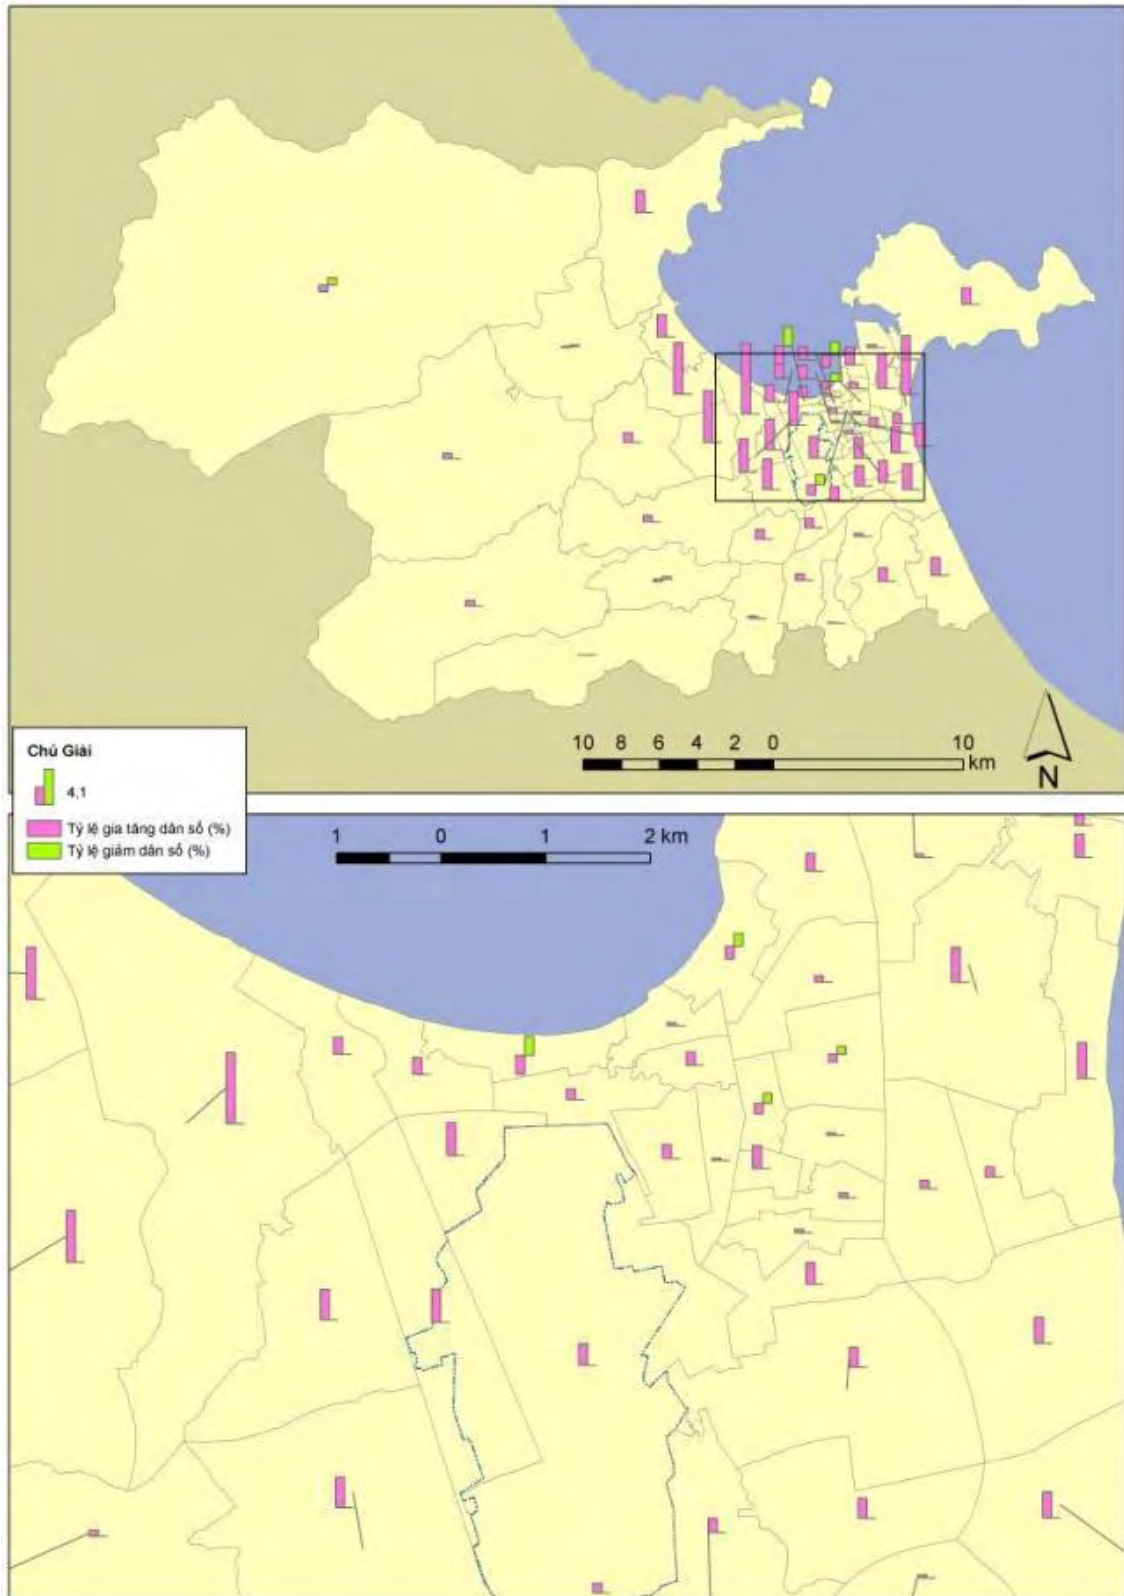 10 8 6 4 2 0 10
km
N
Chú Giải
4,1
Tỷ lệ gia tăng dân số (%)
Tỷ lệ giảm dân số (%)
1 0 1 2 km